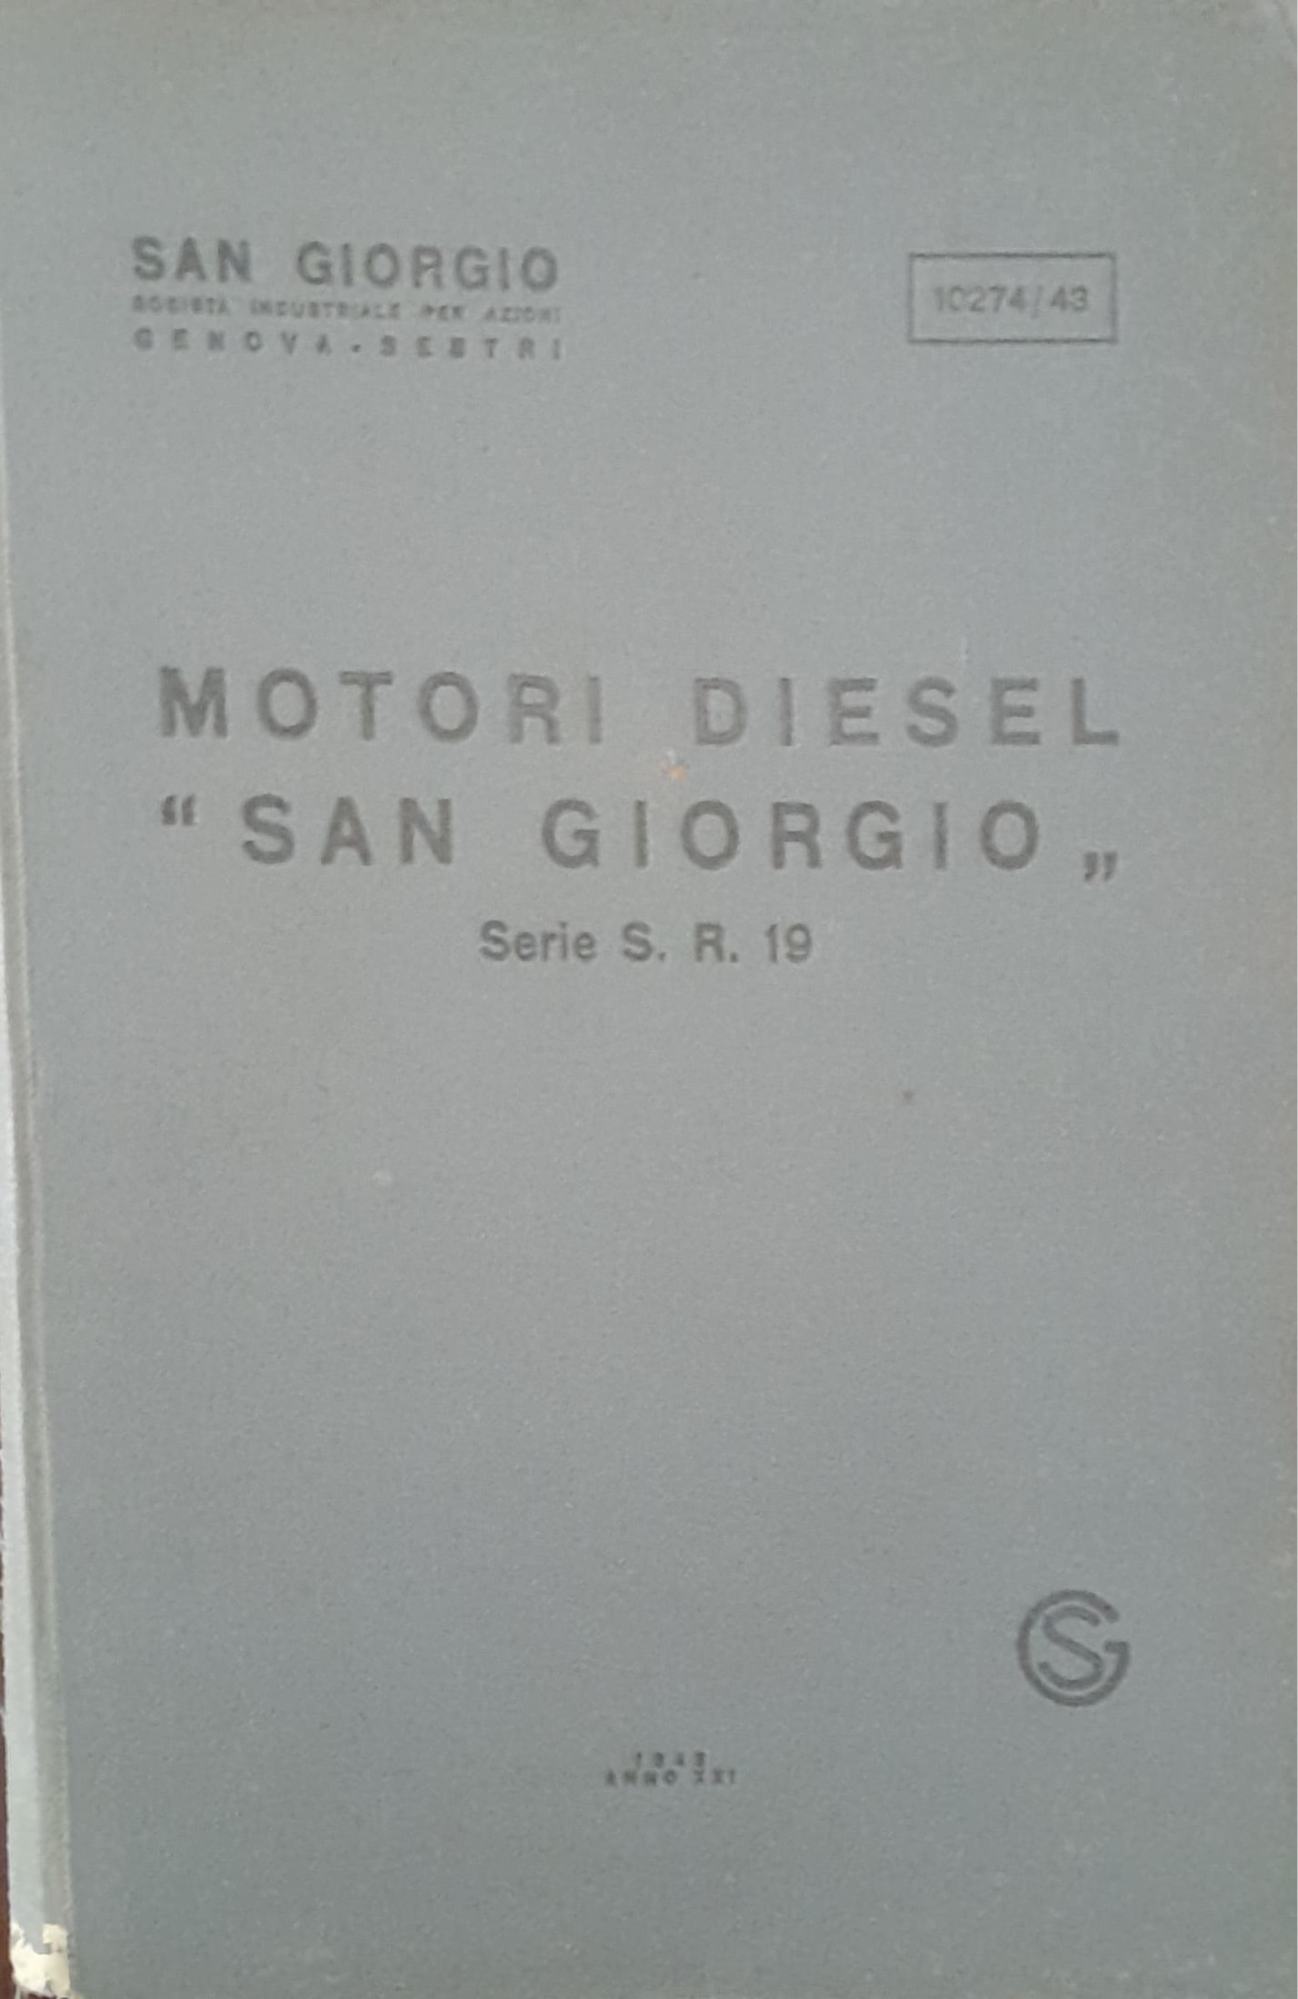 SAN GIORGIO
SOCIETÀ INDUSTRIALE PER AZIONI
GENOVA-SESTRI
10274/43
MOTORI DIESEL
“SAN GIORGIO„
Serie S. R. 19
SG
1943
ANNO XXI